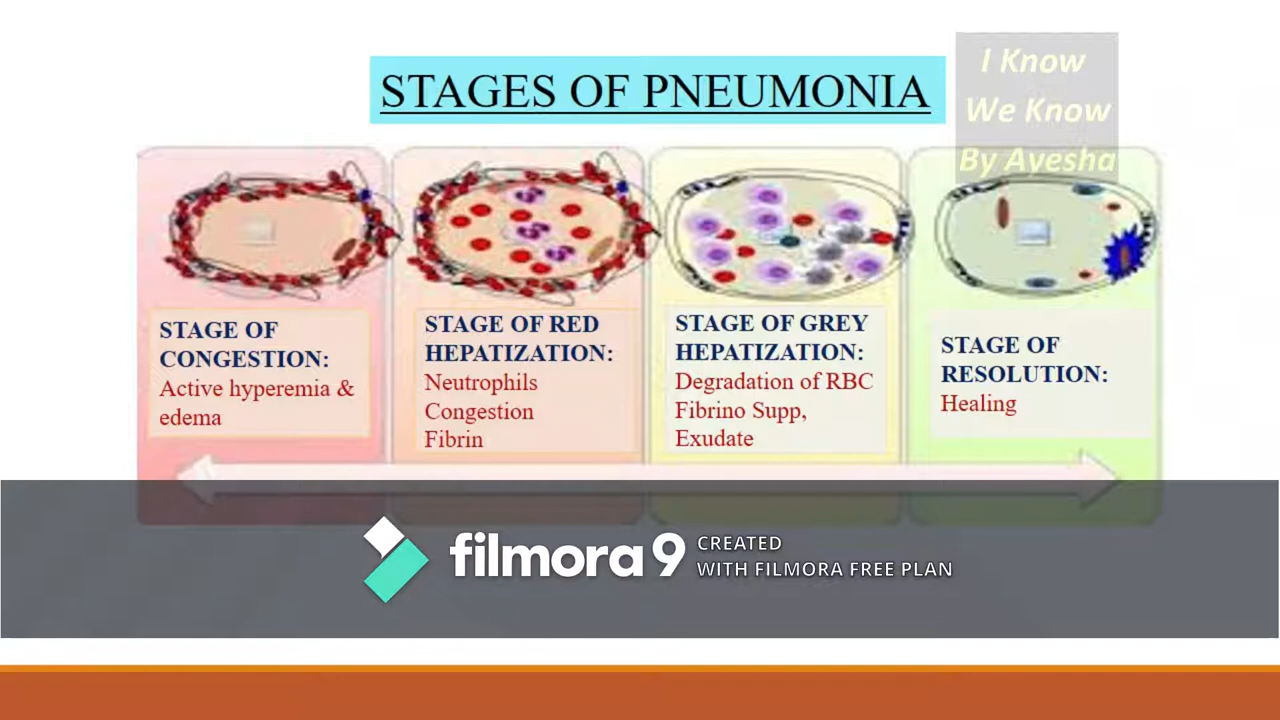 STAGES OF PNEUMONIA
I Know
We Know
By Ayesha
STAGE OF
CONGESTION:
Active hyperemia &
edema
STAGE OF RED
HEPATIZATION:
Neutrophils
Congestion
Fibrin
STAGE OF GREY
HEPATIZATION:
Degradation of RBC
Fibrino Supp,
Exudate
STAGE OF
RESOLUTION:
Healing
filmora 9
CREATED
WITH FILMORA FREE PLAN